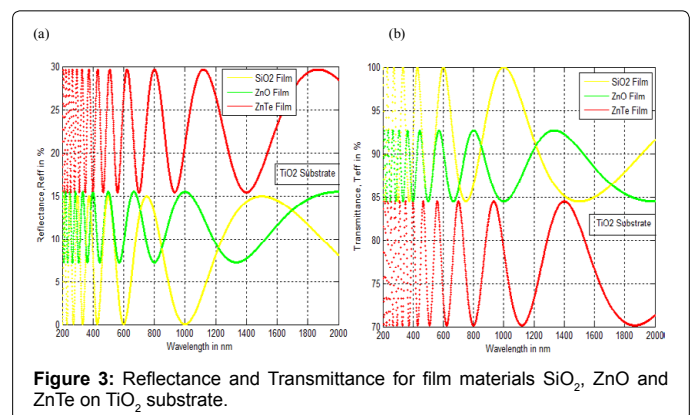 (a)
30
25
20
15
10
5
0
Reflectance,Reff in %
SiO2 Film
ZnO Film
ZnTe Film
TiO2 Substrate
200 400 600 800 1000 1200 1400 1600 1800 2000
Wavelength in nm
(b)
100
95
90
85
80
75
70
Transmittance, Teff in %
SiO2 Film
ZnO Film
ZnTe Film
TiO2 Substrate
200 400 600 800 1000 1200 1400 1600 1800 2000
Wavelength in nm
Figure 3: Reflectance and Transmittance for film materials SiO₂, ZnO and
ZnTe on TiO₂ substrate.